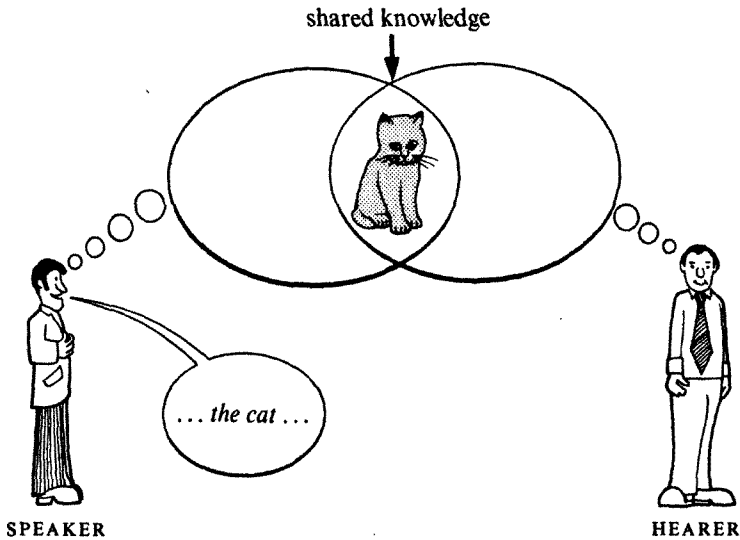 shared knowledge
... the cat ...
SPEAKER
HEARER